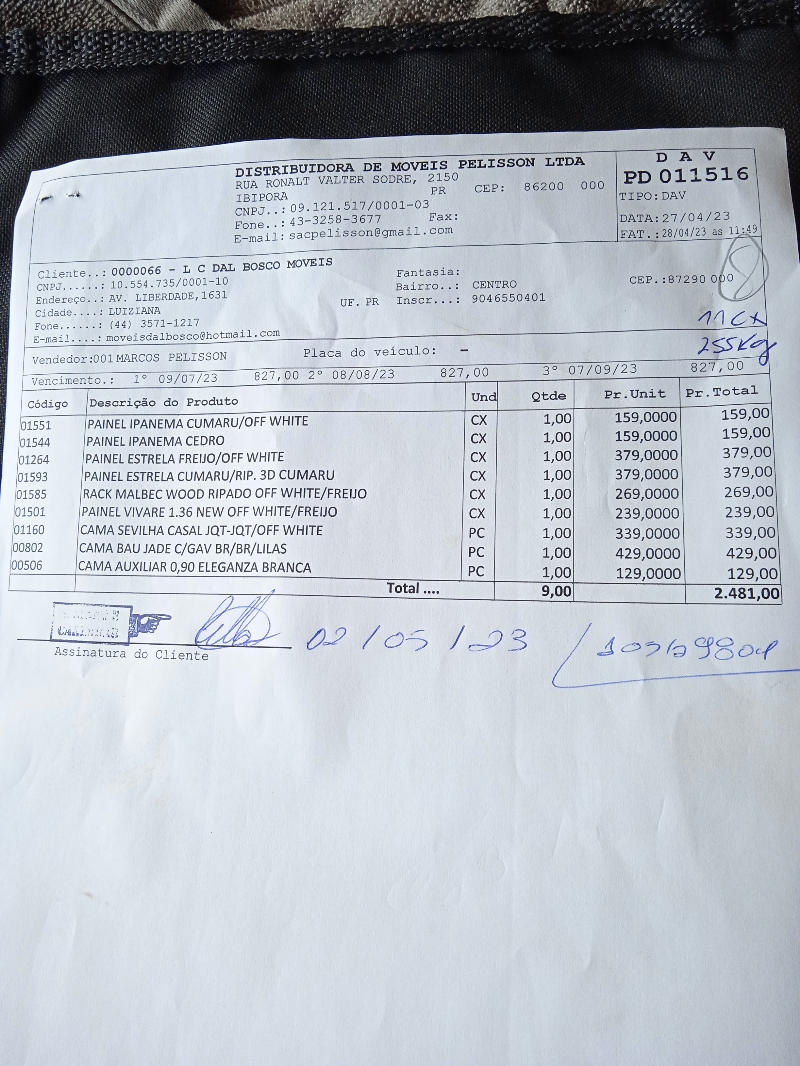 DISTRIBUIDORA DE MOVEIS PELISSON LTDA
RUA RONALT VALTER SODRE, 2150
IBIPORA PR CEP: 86200 000
CNPJ..: 09.121.517/0001-03
Fone..: 43-3258-3677 Fax:
E-mail: sacpelisson@gmail.com
D A V
PD 011516
TIPO: DAV
DATA: 27/04/23
FAT.: 28/04/23 as 11:49
8
Cliente..: 0000066 - L C DAL BOSCO MOVEIS Fantasia:
CNPJ......: 10.554.735/0001-10 Bairro..: CENTRO CEP.:87290 000
Endereço..: AV. LIBERDADE,1631 UF. PR Inscr...: 9046550401
Cidade....: LUIZIANA
Fone......: (44) 3571-1217
E-mail....: moveisdalbosco@hotmail.com
11 CX
255Kg
Vendedor:001 MARCOS PELISSON Placa do veículo: -
Vencimento.: 1º 09/07/23 827,00 2º 08/08/23 827,00 3º 07/09/23 827,00
Código Descrição do Produto Und Qtde Pr.Unit Pr.Total
01551 PAINEL IPANEMA CUMARU/OFF WHITE CX 1,00 159,0000 159,00
01544 PAINEL IPANEMA CEDRO CX 1,00 159,0000 159,00
01264 PAINEL ESTRELA FREIJO/OFF WHITE CX 1,00 379,0000 379,00
01593 PAINEL ESTRELA CUMARU/RIP. 3D CUMARU CX 1,00 379,0000 379,00
01585 RACK MALBEC WOOD RIPADO OFF WHITE/FREIJO CX 1,00 269,0000 269,00
01501 PAINEL VIVARE 1.36 NEW OFF WHITE/FREIJO CX 1,00 239,0000 239,00
01160 CAMA SEVILHA CASAL JQT-JQT/OFF WHITE PC 1,00 339,0000 339,00
00802 CAMA BAU JADE C/GAV BR/BR/LILAS PC 1,00 429,0000 429,00
00506 CAMA AUXILIAR 0,90 ELEGANZA BRANCA PC 1,00 129,0000 129,00
Total .... 9,00 2.481,00
02/05/23
Assinatura do Cliente